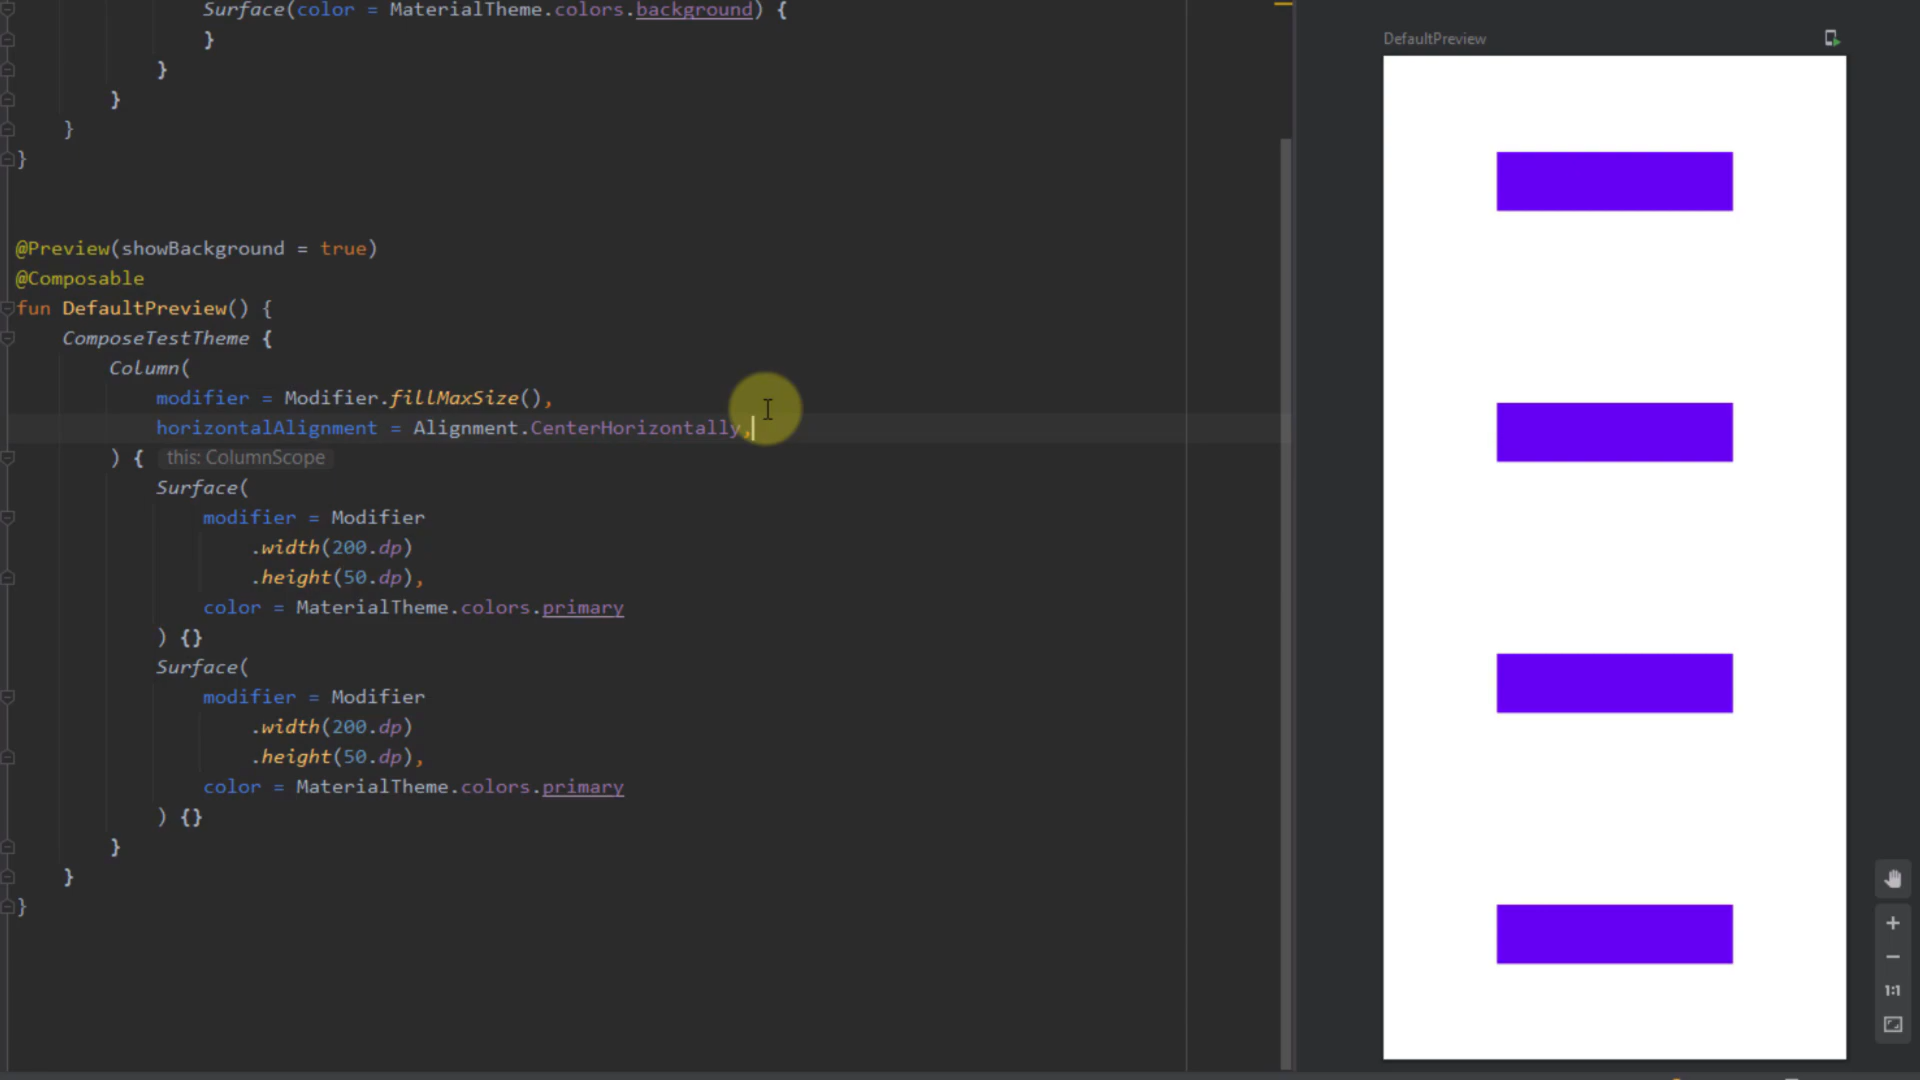 Surface(color = MaterialTheme.colors.background) {
}
}
}
}
}
@Preview(showBackground = true)
@Composable
fun DefaultPreview() {
ComposeTestTheme {
Column(
modifier = Modifier.fillMaxSize(),
horizontalAlignment = Alignment.CenterHorizontally,
) { this: ColumnScope
Surface(
modifier = Modifier
.width(200.dp)
.height(50.dp),
color = MaterialTheme.colors.primary
) {}
Surface(
modifier = Modifier
.width(200.dp)
.height(50.dp),
color = MaterialTheme.colors.primary
) {}
}
}
}
DefaultPreview
1:1